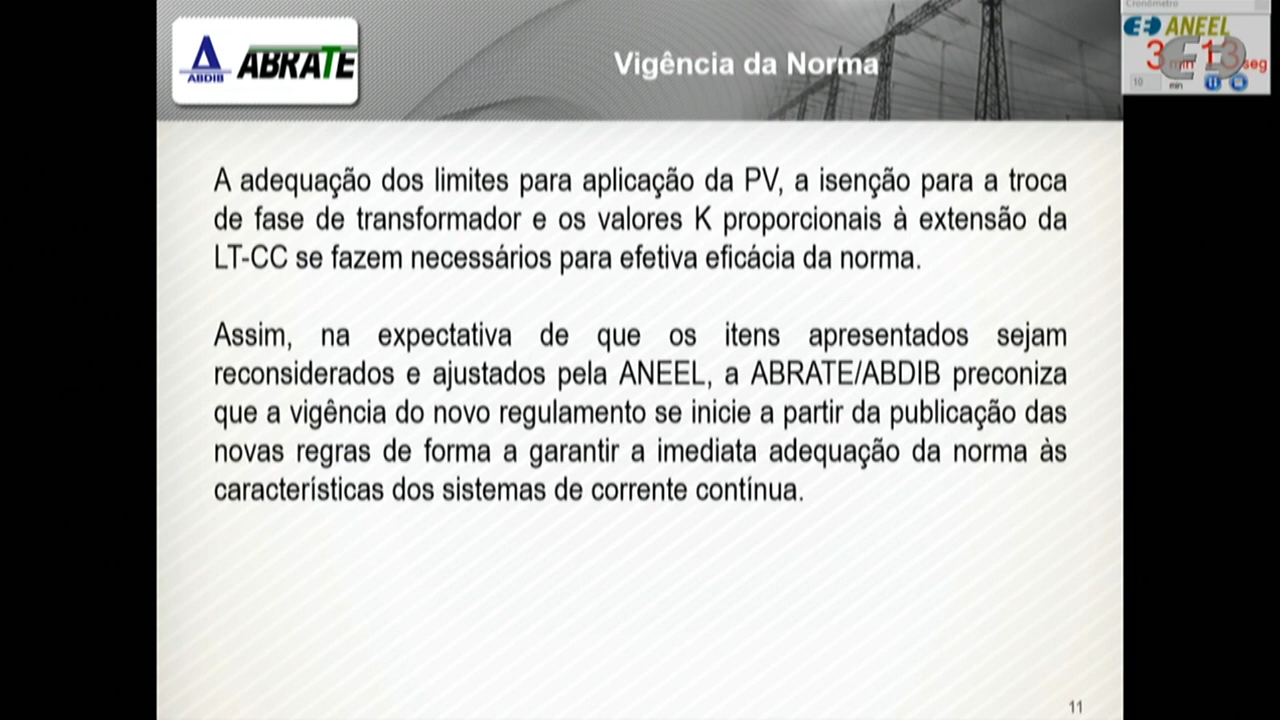 ABDIB
ABRATE
Vigência da Norma
Cronômetro
ANEEL
3 min 13 seg
10
min
A adequação dos limites para aplicação da PV, a isenção para a troca
de fase de transformador e os valores K proporcionais à extensão da
LT-CC se fazem necessários para efetiva eficácia da norma.
Assim, na expectativa de que os itens apresentados sejam
reconsiderados e ajustados pela ANEEL, a ABRATE/ABDIB preconiza
que a vigência do novo regulamento se inicie a partir da publicação das
novas regras de forma a garantir a imediata adequação da norma às
características dos sistemas de corrente contínua.
11